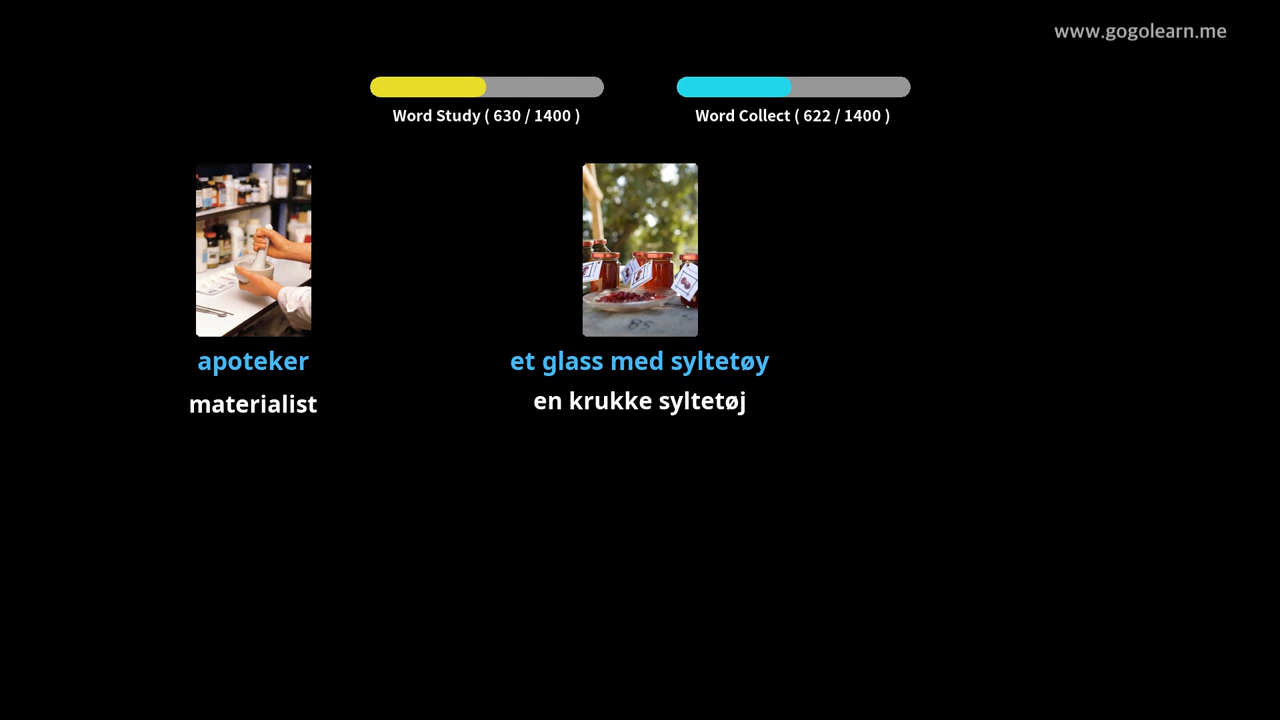 www.gogolearn.me
Word Study ( 630 / 1400 )
Word Collect ( 622 / 1400 )
apoteker
materialist
et glass med syltetøy
en krukke syltetøj